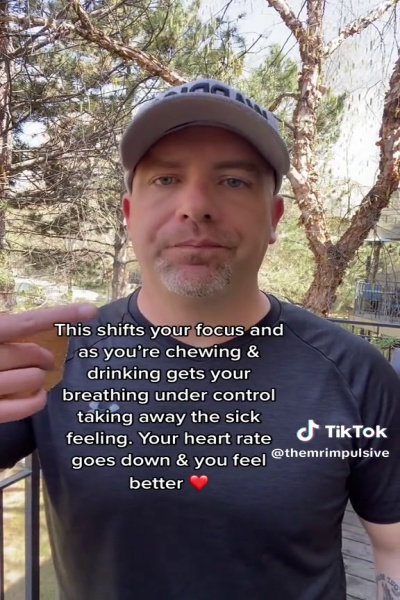 This shifts your focus and
as you're chewing &
drinking gets your
breathing under control
taking away the sick
feeling. Your heart rate
goes down & you feel
better ❤️
TikTok
@themrimpulsive